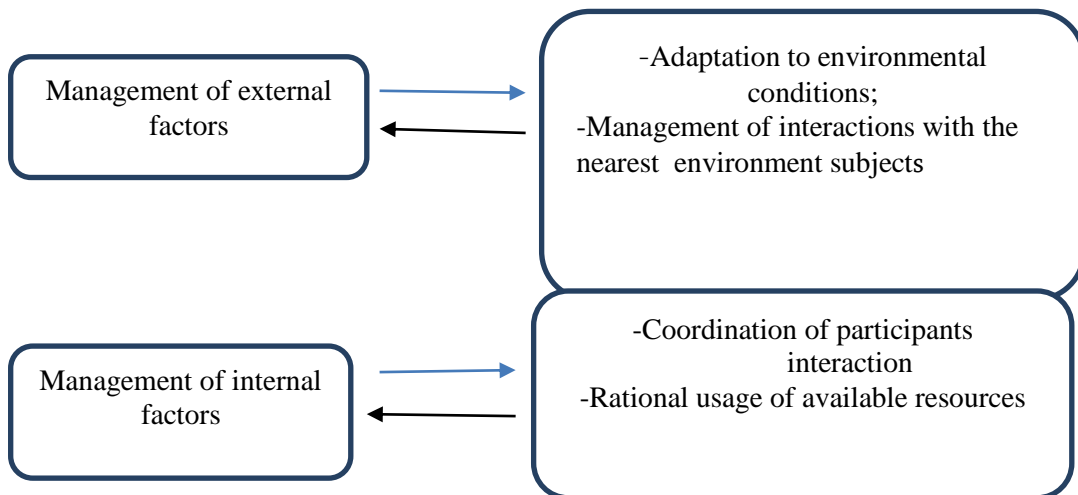 Management of external
factors
-Adaptation to environmental
conditions;
-Management of interactions with the
nearest  environment subjects
Management of internal
factors
-Coordination of participants
interaction
-Rational usage of available resources